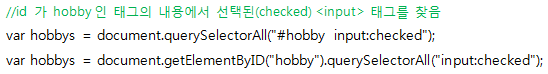 //id 가 hobby 인 태그의 내용에서 선택된(checked) <input> 태그를 찾음
var hobbys = document.querySelectorAll("#hobby input:checked");
var hobbys = document.getElementByID("hobby").querySelectorAll("input:checked");